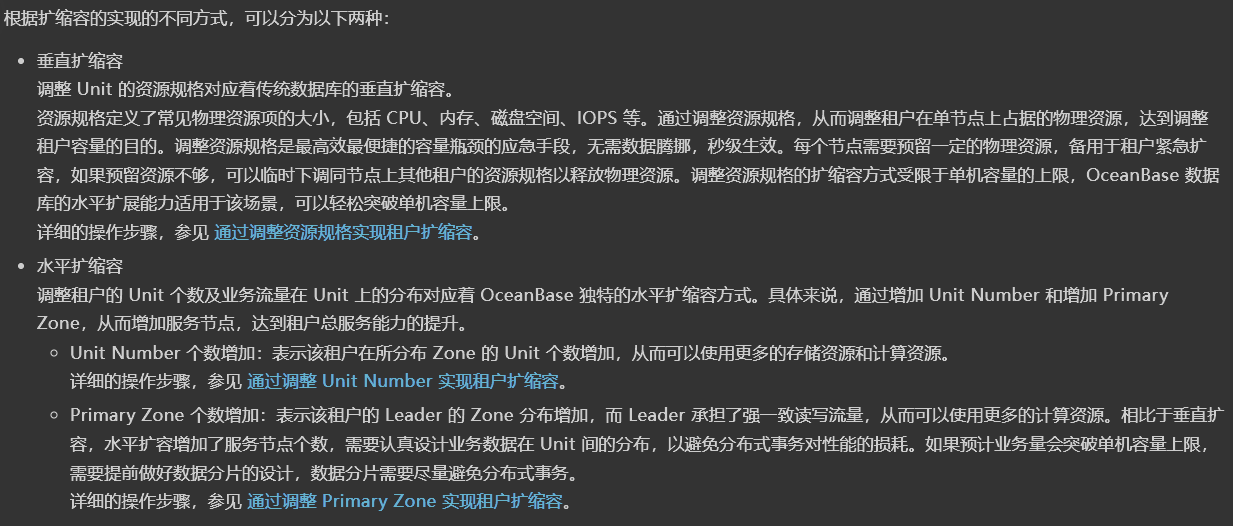 根据扩缩容的实现的不同方式，可以分为以下两种：
• 垂直扩缩容
调整 Unit 的资源规格对应着传统数据库的垂直扩缩容。
资源规格定义了常见物理资源项的大小，包括 CPU、内存、磁盘空间、IOPS 等。通过调整资源规格，从而调整租户在单节点上占据的物理资源，达到调整
租户容量的目的。调整资源规格是最高效最便捷的容量瓶颈的应急手段，无需数据腾挪，秒级生效。每个节点需要预留一定的物理资源，备用于租户紧急扩
容，如果预留资源不够，可以临时下调同节点上其他租户的资源规格以释放物理资源。调整资源规格的扩缩容方式受限于单机容量的上限，OceanBase 数据
库的水平扩展能力适用于该场景，可以轻松突破单机容量上限。
详细的操作步骤，参见 通过调整资源规格实现租户扩缩容。
• 水平扩缩容
调整租户的 Unit 个数及业务流量在 Unit 上的分布对应着 OceanBase 独特的水平扩缩容方式。具体来说，通过增加 Unit Number 和增加 Primary
Zone，从而增加服务节点，达到租户总服务能力的提升。
○ Unit Number 个数增加：表示该租户在所分布 Zone 的 Unit 个数增加，从而可以使用更多的存储资源和计算资源。
详细的操作步骤，参见 通过调整 Unit Number 实现租户扩缩容。
○ Primary Zone 个数增加：表示该租户的 Leader 的 Zone 分布增加，而 Leader 承担了强一致读写流量，从而可以使用更多的计算资源。相比于垂直扩
容，水平扩容增加了服务节点个数，需要认真设计业务数据在 Unit 间的分布，以避免分布式事务对性能的损耗。如果预计业务量会突破单机容量上限，
需要提前做好数据分片的设计，数据分片需要尽量避免分布式事务。
详细的操作步骤，参见 通过调整 Primary Zone 实现租户扩缩容。